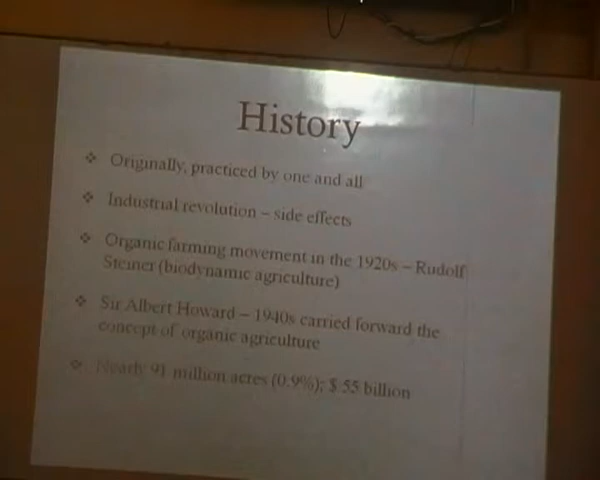 History
Originally, practiced by one and all
Industrial revolution – side effects
Organic farming movement in the 1920s – Rudolf
Steiner (biodynamic agriculture)
Sir Albert Howard – 1940s carried forward the
concept of organic agriculture
Nearly 91 million acres (0.9%); $ 55 billion